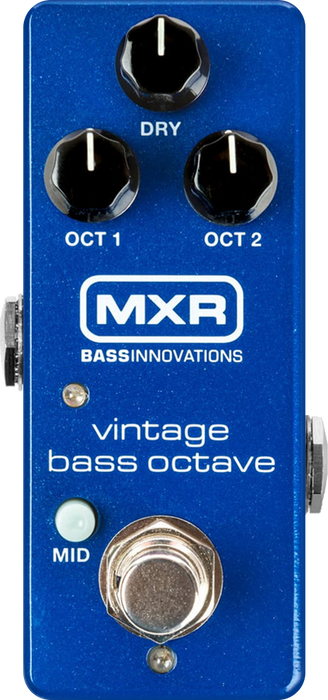 DRY
OCT 1 OCT 2
MXR
BASSINNOVATIONS
vintage
bass octave
MID